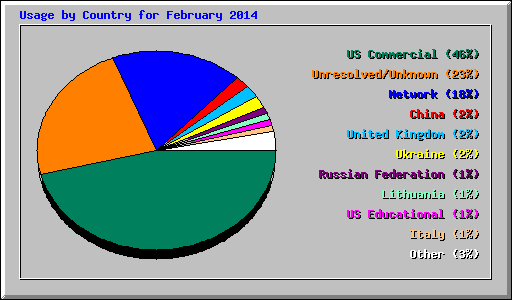 Usage by Country for February 2014
US Commercial (46%)
Unresolved/Unknown (23%)
Network (18%)
China (2%)
United Kingdom (2%)
Ukraine (2%)
Russian Federation (1%)
Lithuania (1%)
US Educational (1%)
Italy (1%)
Other (3%)